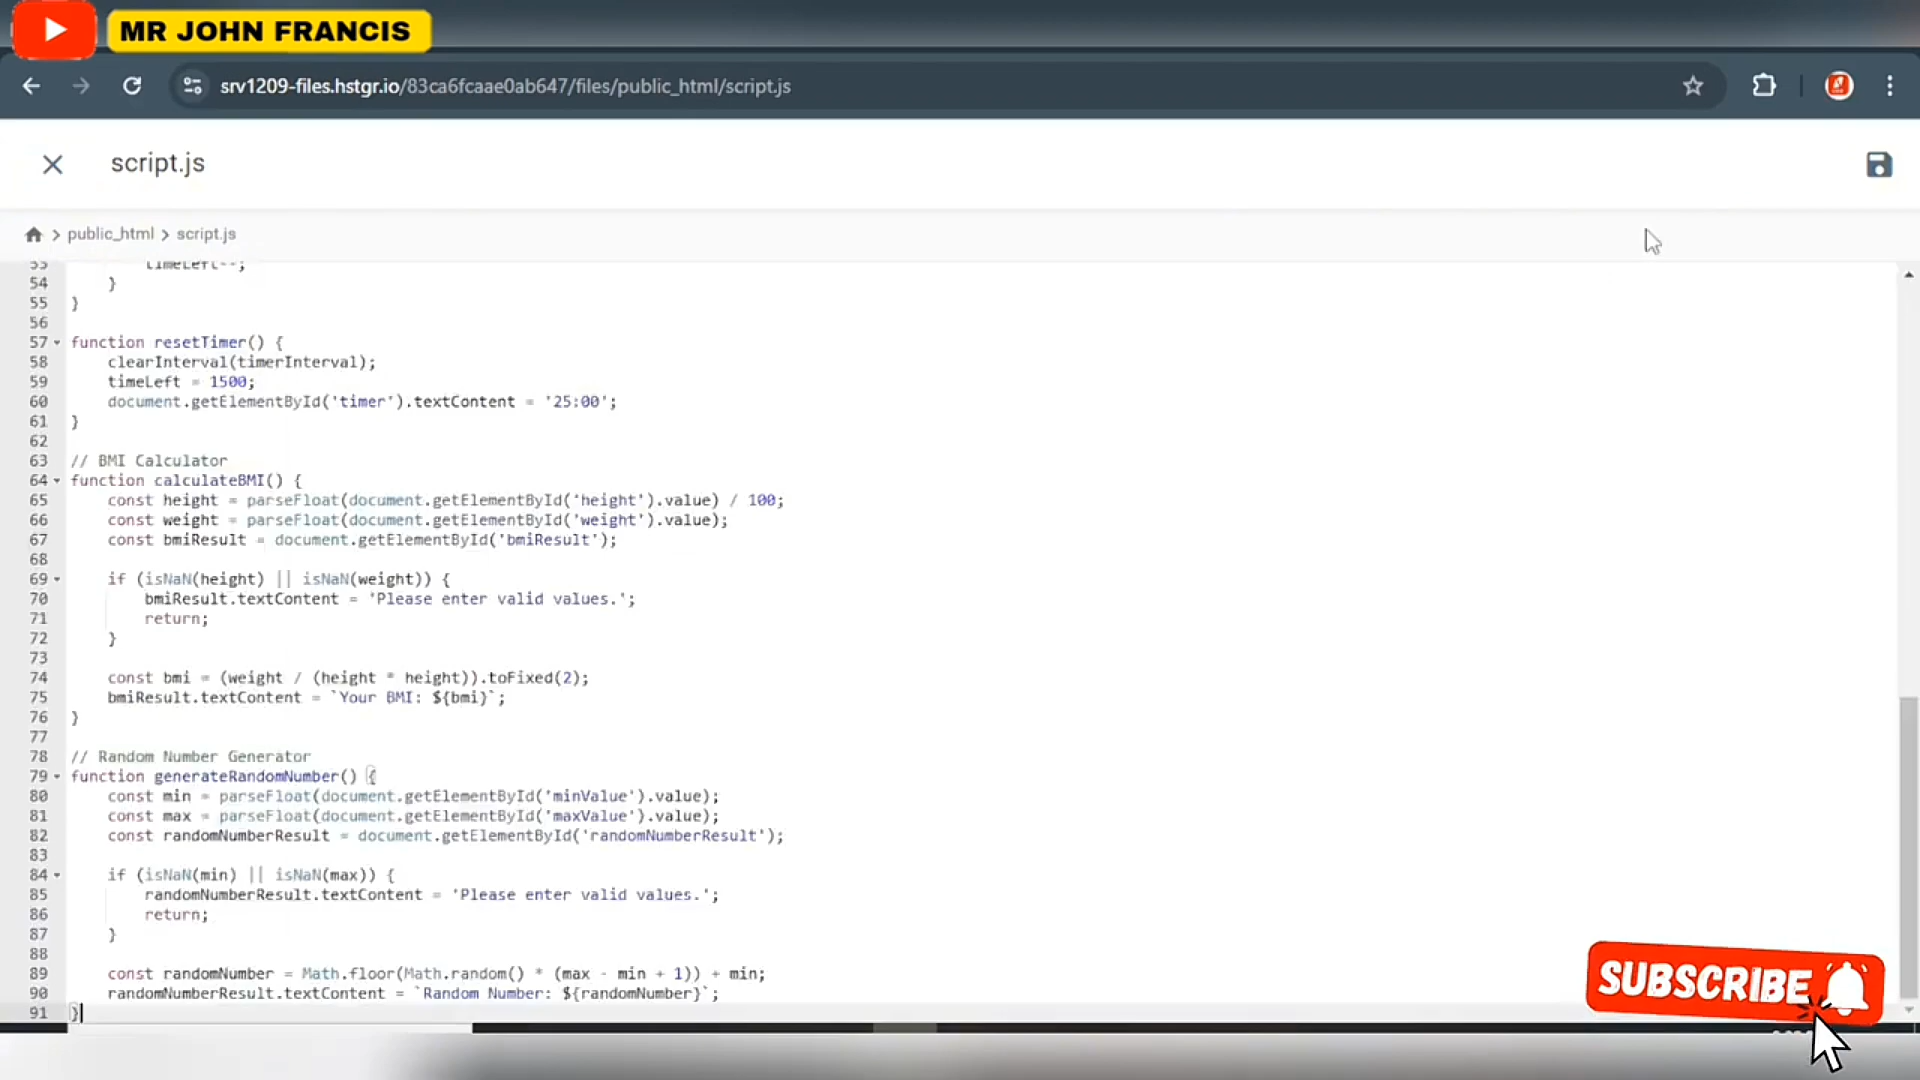 MR JOHN FRANCIS
srv1209-files.hstgr.io/83ca6fcaae0ab647/files/public_html/script.js
script.js
public_html > script.js
53 timeLeft--;
54 }
55 }
56
57 function resetTimer() {
58 clearInterval(timerInterval);
59 timeLeft = 1500;
60 document.getElementById('timer').textContent = '25:00';
61 }
62
63 // BMI Calculator
64 function calculateBMI() {
65 const height = parseFloat(document.getElementById('height').value) / 100;
66 const weight = parseFloat(document.getElementById('weight').value);
67 const bmiResult = document.getElementById('bmiResult');
68
69 if (isNaN(height) || isNaN(weight)) {
70 bmiResult.textContent = 'Please enter valid values.';
71 return;
72 }
73
74 const bmi = (weight / (height * height)).toFixed(2);
75 bmiResult.textContent = `Your BMI: ${bmi}`;
76 }
77
78 // Random Number Generator
79 function generateRandomNumber() {
80 const min = parseFloat(document.getElementById('minValue').value);
81 const max = parseFloat(document.getElementById('maxValue').value);
82 const randomNumberResult = document.getElementById('randomNumberResult');
83
84 if (isNaN(min) || isNaN(max)) {
85 randomNumberResult.textContent = 'Please enter valid values.';
86 return;
87 }
88
89 const randomNumber = Math.floor(Math.random() * (max - min + 1)) + min;
90 randomNumberResult.textContent = `Random Number: ${randomNumber}`;
91 }
SUBSCRIBE